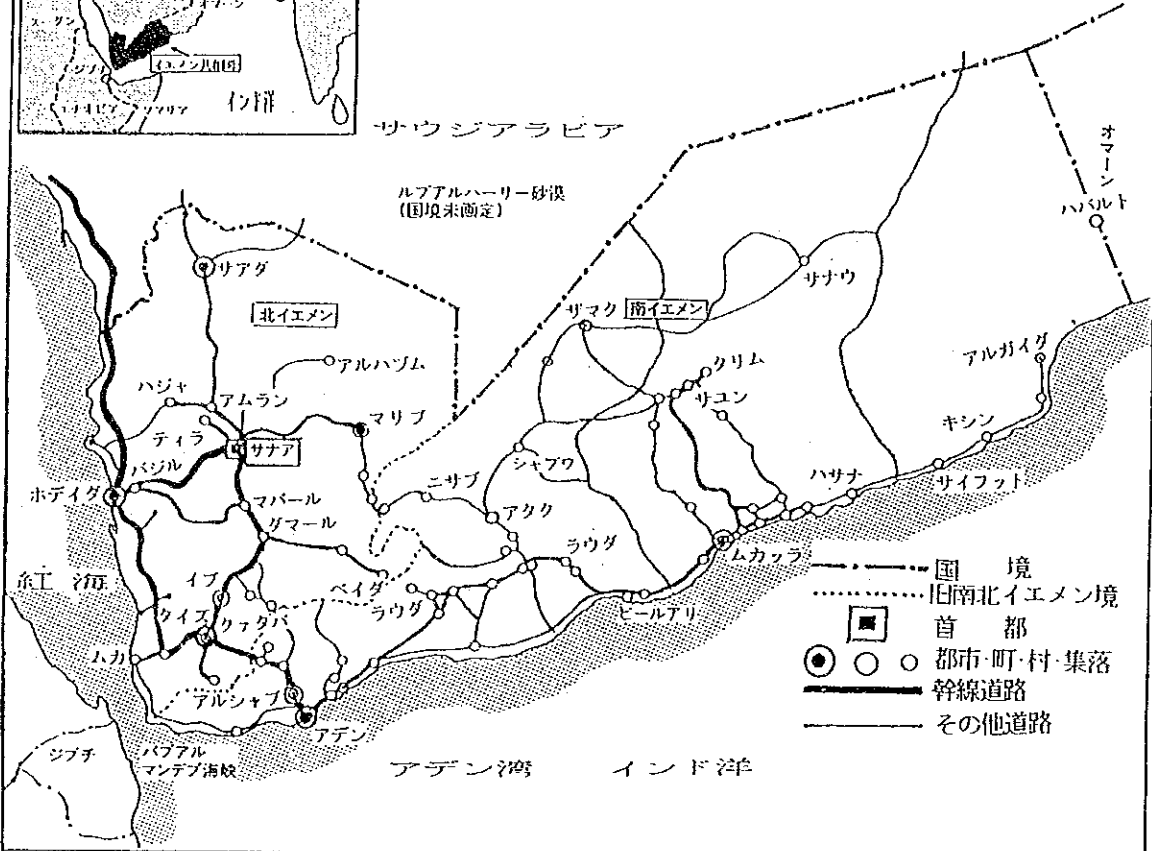 スーダン
オマーン
イエメン共和国
ジブチ
エチオピア
ソマリア
インド洋
サウジアラビア
ルブアルハーリー砂漠
(国境未画定)
オマーン
ハバルト
サアダ
サナウ
北イエメン
ザマク
南イエメン
アルハヅム
アルガイダ
ハジャ
アムラン
クリム
サユン
マリブ
ティラ
サナア
キシン
バジル
シャブワ
ハサナ
サイフット
ホデイダ
ニサブ
マバール
アタク
ダマール
ラウダ
ムカッラ
紅海
イブ
ベイダ
ラウダ
ビールアリ
タイズ
クァタバ
ムカ
アルシャブ
アデン
ジブチ
バブアル
マンデブ海峡
アデン湾
インド洋
国境
旧南北イエメン境
首都
都市・町・村・集落
幹線道路
その他道路